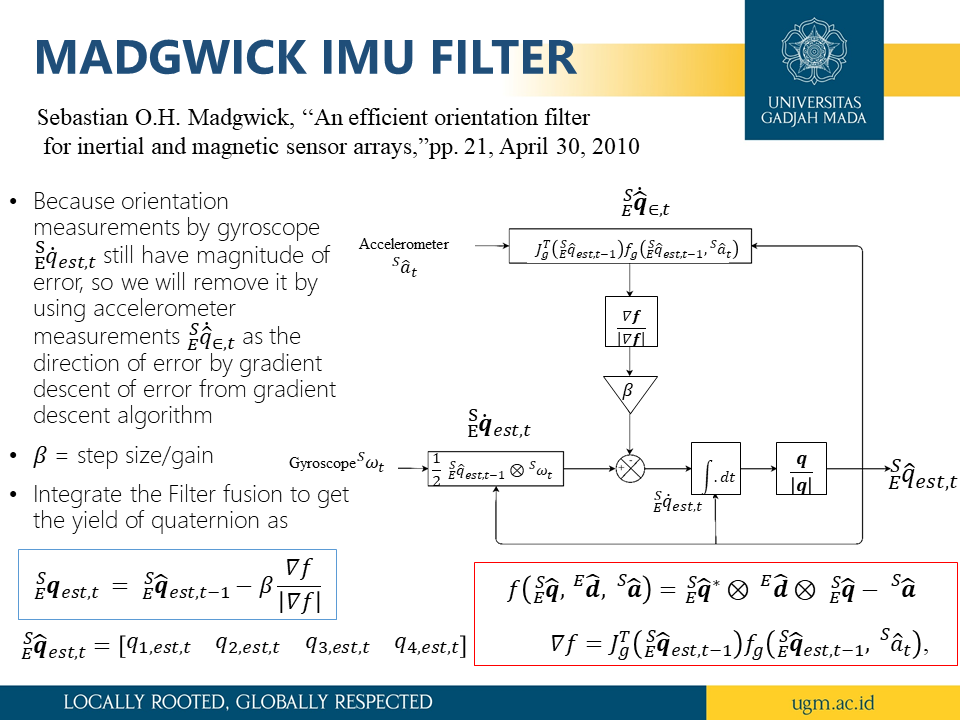 MADGWICK IMU FILTER
UNIVERSITAS
GADJAH MADA
Sebastian O.H. Madgwick, “An efficient orientation filter
for inertial and magnetic sensor arrays,”pp. 21, April 30, 2010
• Because orientation
measurements by gyroscope
${}^{S}_{E}\dot{q}_{est,t}$ still have magnitude of
error, so we will remove it by
using accelerometer
measurements ${}^{S}_{E}\dot{\hat{q}}_{\in,t}$ as the
direction of error by gradient
descent of error from gradient
descent algorithm
• $\beta$ = step size/gain
• Integrate the Filter fusion to get
the yield of quaternion as
${}^{S}_{E}\boldsymbol{q}_{est,t} = {}^{S}_{E}\hat{\boldsymbol{q}}_{est,t-1} - \beta \frac{\nabla f}{|\nabla f|}$
${}^{S}_{E}\hat{\boldsymbol{q}}_{est,t} = [q_{1,est,t} \quad q_{2,est,t} \quad q_{3,est,t} \quad q_{4,est,t}]$
${}^{S}_{E}\dot{\hat{\boldsymbol{q}}}_{\in,t}$
Accelerometer
${}^{S}\hat{a}_t$
$J_g^T({}^{S}_{E}\hat{q}_{est,t-1}) f_g({}^{S}_{E}\hat{q}_{est,t-1}, {}^{S}\hat{a}_t)$
$\frac{\nabla \boldsymbol{f}}{|\nabla \boldsymbol{f}|}$
$\beta$
${}^{S}_{E}\dot{\boldsymbol{q}}_{est,t}$
Gyroscope ${}^{S}\omega_t$
$\frac{1}{2} {}^{S}_{E}\hat{q}_{est,t-1} \otimes {}^{S}\omega_t$
+ -
${}^{S}_{E}\dot{q}_{est,t}$
$\int . dt$
$\frac{\boldsymbol{q}}{|\boldsymbol{q}|}$
${}^{S}_{E}\hat{q}_{est,t}$
$f({}^{S}_{E}\hat{\boldsymbol{q}}, {}^{E}\hat{\boldsymbol{d}}, {}^{S}\hat{\boldsymbol{a}}) = {}^{S}_{E}\hat{\boldsymbol{q}}^{*} \otimes {}^{E}\hat{\boldsymbol{d}} \otimes {}^{S}_{E}\hat{\boldsymbol{q}} - {}^{S}\hat{\boldsymbol{a}}$
$\nabla f = J_g^T({}^{S}_{E}\hat{\boldsymbol{q}}_{est,t-1}) f_g({}^{S}_{E}\hat{\boldsymbol{q}}_{est,t-1}, {}^{S}\hat{a}_t),$
LOCALLY ROOTED, GLOBALLY RESPECTED
ugm.ac.id